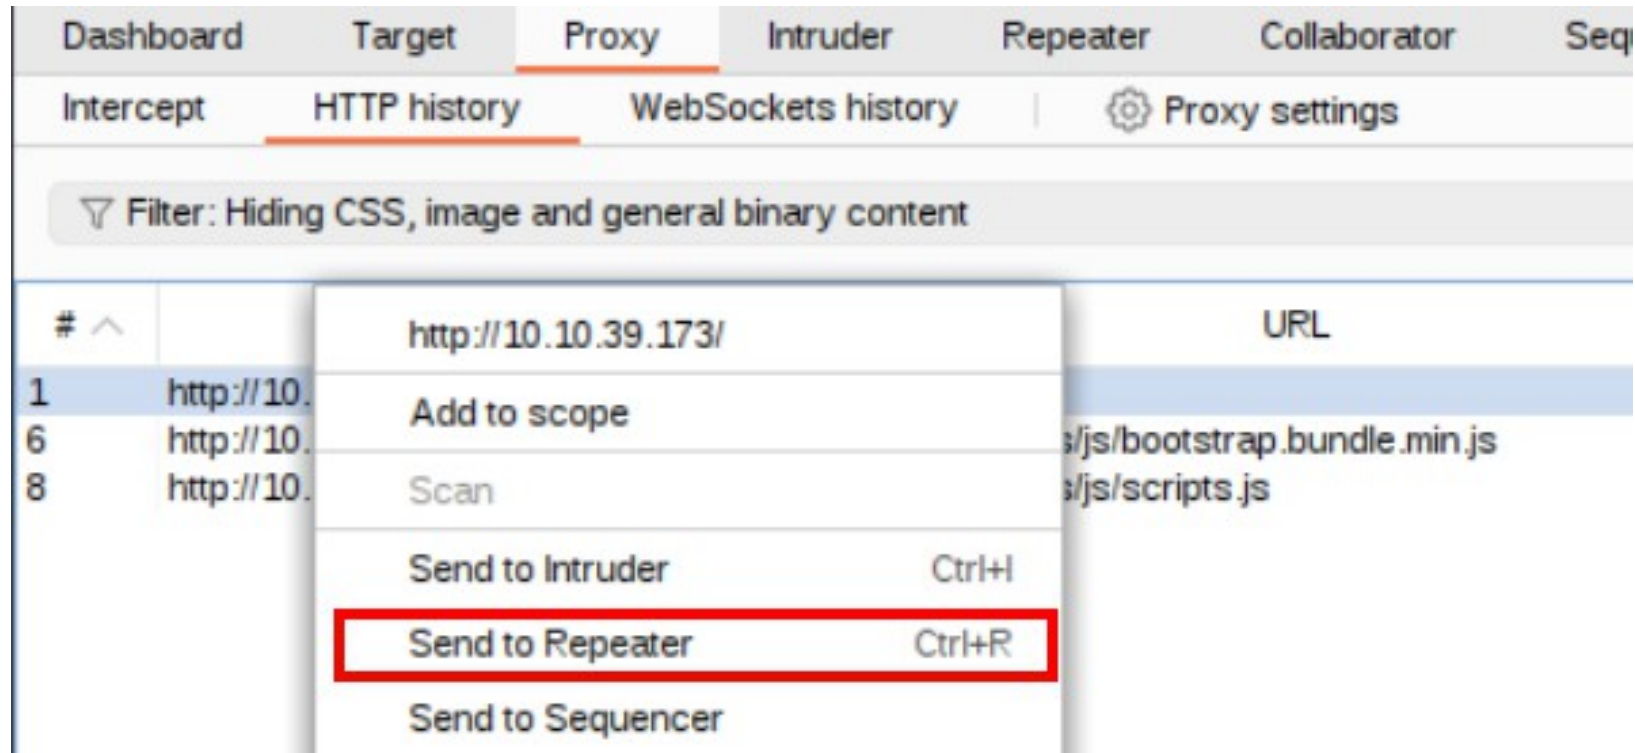 Dashboard Target Proxy Intruder Repeater Collaborator
Intercept HTTP history WebSockets history Proxy settings
Filter: Hiding CSS, image and general binary content
# URL
http://10.10.39.173/
1 http://10.
Add to scope
6 http://10. s/js/bootstrap.bundle.min.js
8 http://10. s/js/scripts.js
Scan
Send to Intruder Ctrl+I
Send to Repeater Ctrl+R
Send to Sequencer